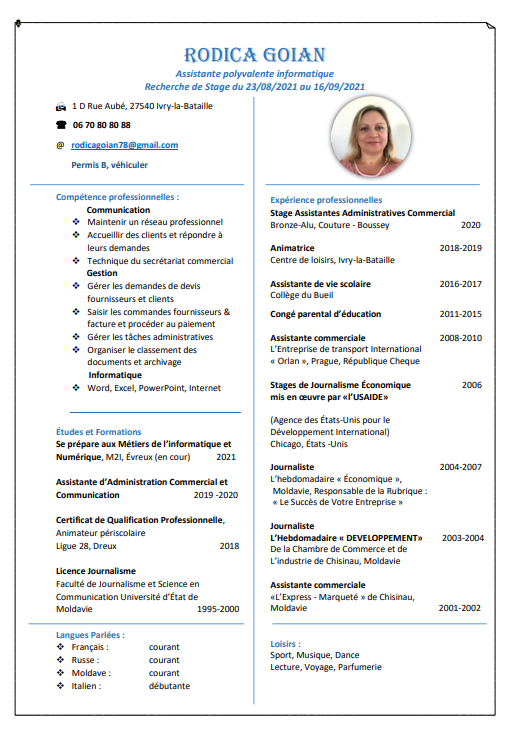 RODICA GOIAN
Assistante polyvalente informatique
Recherche de Stage du 23/08/2021 au 16/09/2021
1 D Rue Aubé, 27540 Ivry-la-Bataille
06 70 80 80 88
@ rodicagoian78@gmail.com
Permis B, véhiculer
Compétence professionnelles :
Communication
Maintenir un réseau professionnel
Accueillir des clients et répondre à
leurs demandes
Technique du secrétariat commercial
Gestion
Gérer les demandes de devis
fournisseurs et clients
Saisir les commandes fournisseurs &
facture et procéder au paiement
Gérer les tâches administratives
Organiser le classement des
documents et archivage
Informatique
Word, Excel, PowerPoint, Internet
Études et Formations
Se prépare aux Métiers de l'informatique et
Numérique, M2I, Évreux (en cour) 2021
Assistante d'Administration Commercial et
Communication 2019 -2020
Certificat de Qualification Professionnelle,
Animateur périscolaire
Ligue 28, Dreux 2018
Licence Journalisme
Faculté de Journalisme et Science en
Communication Université d'État de
Moldavie 1995-2000
Langues Parlées :
Français : courant
Russe : courant
Moldave : courant
Italien : débutante
Expérience professionnelles
Stage Assistantes Administratives Commercial
Bronze-Alu, Couture - Boussey 2020
Animatrice 2018-2019
Centre de loisirs, Ivry-la-Bataille
Assistante de vie scolaire 2016-2017
Collège du Bueil
Congé parental d'éducation 2011-2015
Assistante commerciale 2008-2010
L'Entreprise de transport International
« Orlan », Prague, République Cheque
Stages de Journalisme Économique 2006
mis en œuvre par «l'USAIDE»
(Agence des États-Unis pour le
Développement International)
Chicago, États -Unis
Journaliste 2004-2007
L'hebdomadaire « Économique »,
Moldavie, Responsable de la Rubrique :
« Le Succès de Votre Entreprise »
Journaliste
L'Hebdomadaire « DEVELOPPEMENT» 2003-2004
De la Chambre de Commerce et de
L'industrie de Chisinau, Moldavie
Assistante commerciale
«L'Express - Marqueté » de Chisinau,
Moldavie 2001-2002
Loisirs :
Sport, Musique, Dance
Lecture, Voyage, Parfumerie